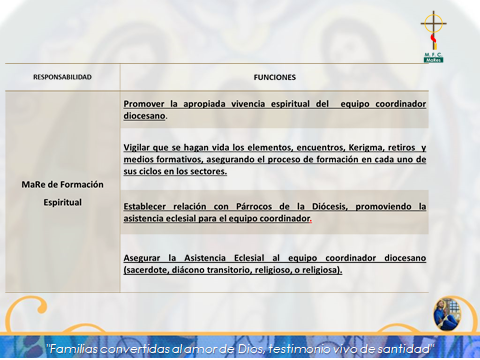 M. F. C.
MaRes
RESPONSABILIDAD
FUNCIONES
Promover la apropiada vivencia espiritual del equipo coordinador
diocesano.
Vigilar que se hagan vida los elementos, encuentros, Kerigma, retiros y
medios formativos, asegurando el proceso de formación en cada uno de
sus ciclos en los sectores.
MaRe de Formación
Espiritual
Establecer relación con Párrocos de la Diócesis, promoviendo la
asistencia eclesial para el equipo coordinador.
Asegurar la Asistencia Eclesial al equipo coordinador diocesano
(sacerdote, diácono transitorio, religioso, o religiosa).
"Familias convertidas al amor de Dios, testimonio vivo de santidad"